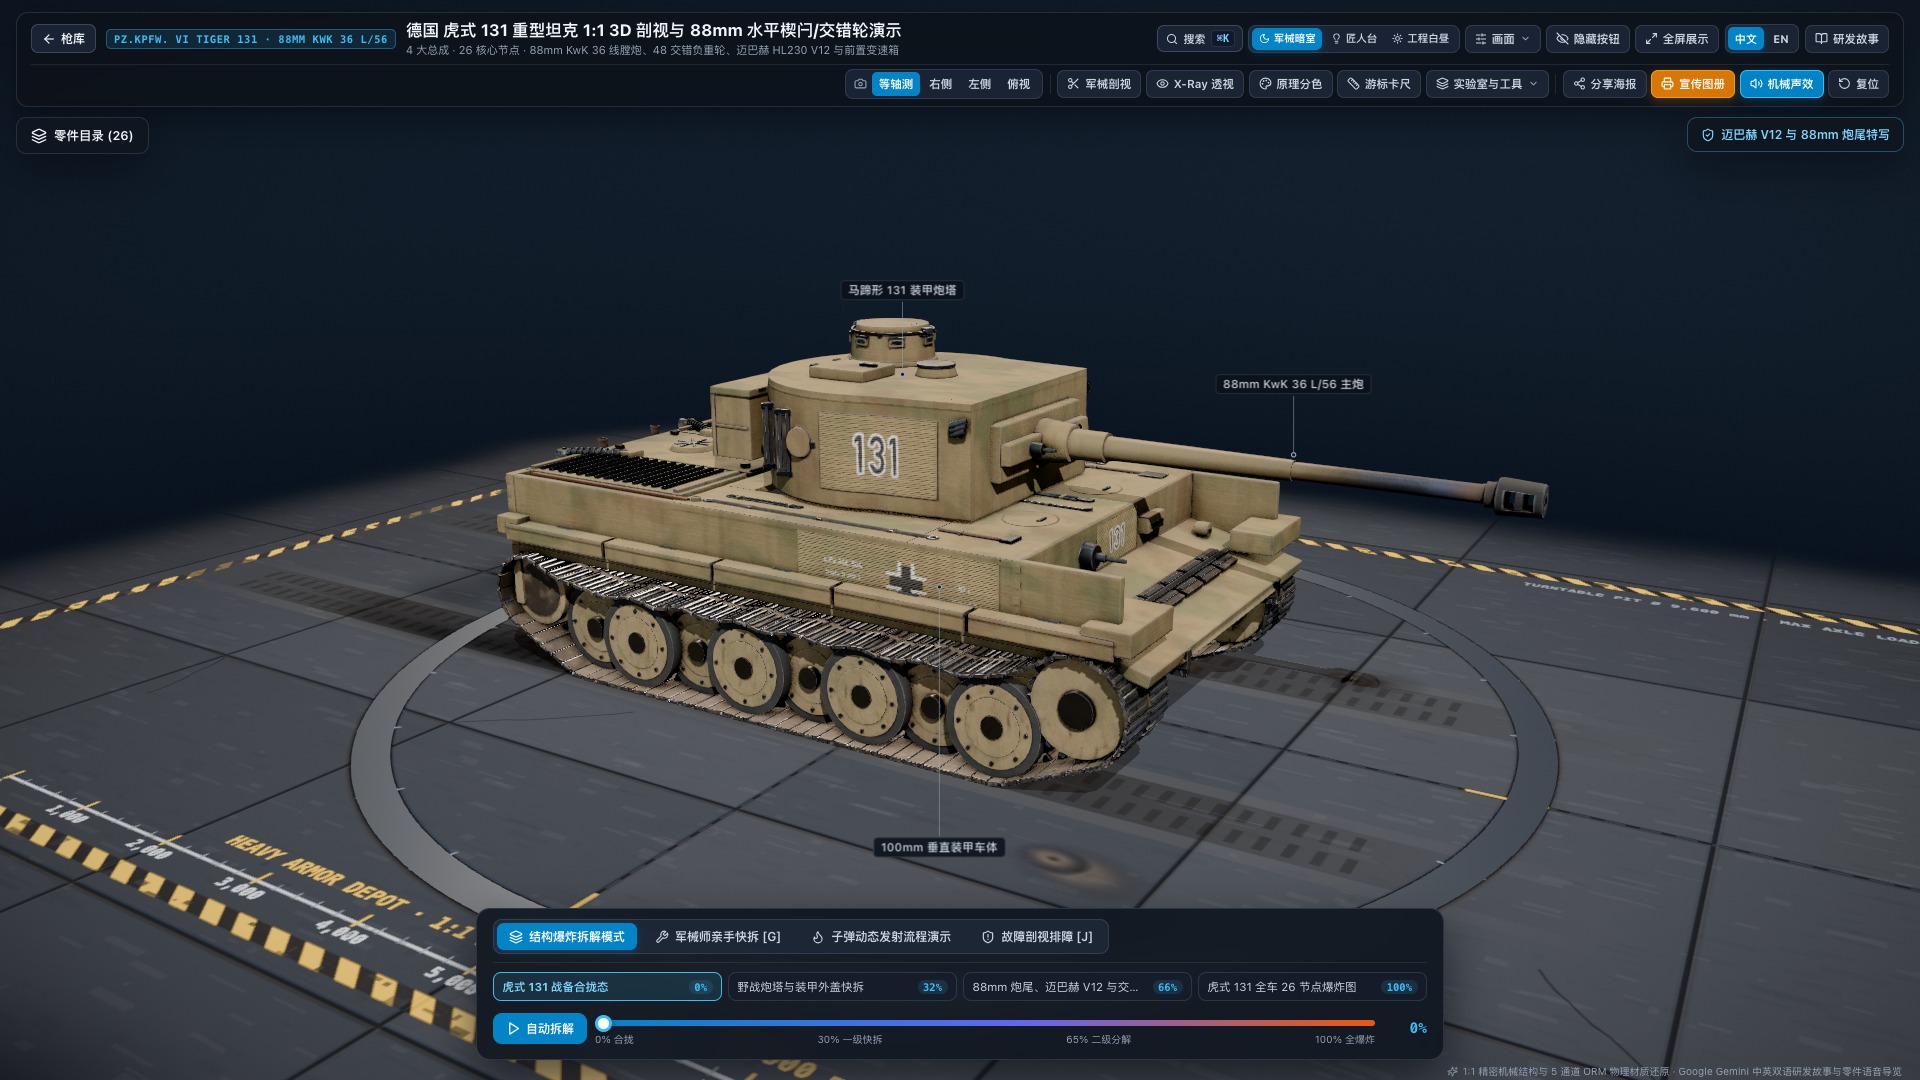 枪库
PZ.KPFW. VI TIGER 131 · 88MM KWK 36 L/56
德国 虎式 131 重型坦克 1:1 3D 剖视与 88mm 水平楔闩/交错轮演示
4 大总成 · 26 核心节点 · 88mm KwK 36 线膛炮、48 交错负重轮、迈巴赫 HL230 V12 与前置变速箱
搜索 ⌘K
军械暗室
匠人台
工程白昼
画面
隐藏按钮
全屏展示
中文 EN
研发故事
等轴测
右侧
左侧
俯视
军械剖视
X-Ray 透视
原理分色
游标卡尺
实验室与工具
分享海报
宣传图册
机械声效
复位
零件目录 (26)
迈巴赫 V12 与 88mm 炮尾特写
马蹄形 131 装甲炮塔
88mm KwK 36 L/56 主炮
131
131
TURNTABLE PIT Ø 9,600 mm · MAX AXLE LOAD
100mm 垂直装甲车体
1,000
2,000
3,000
4,000
5,00
HEAVY ARMOR DEPOT · 1:1
结构爆炸拆解模式
军械师亲手快拆 [G]
子弹动态发射流程演示
故障剖视排障 [J]
虎式 131 战备合拢态 0%
野战炮塔与装甲外盖快拆 32%
88mm 炮尾、迈巴赫 V12 与交... 66%
虎式 131 全车 26 节点爆炸图 100%
自动拆解
0%
0% 合拢
30% 一级快拆
65% 二级分解
100% 全爆炸
1:1 精密机械结构与 5 通道 ORM 物理材质还原 · Google Gemini 中英双语研发故事与零件语音导览